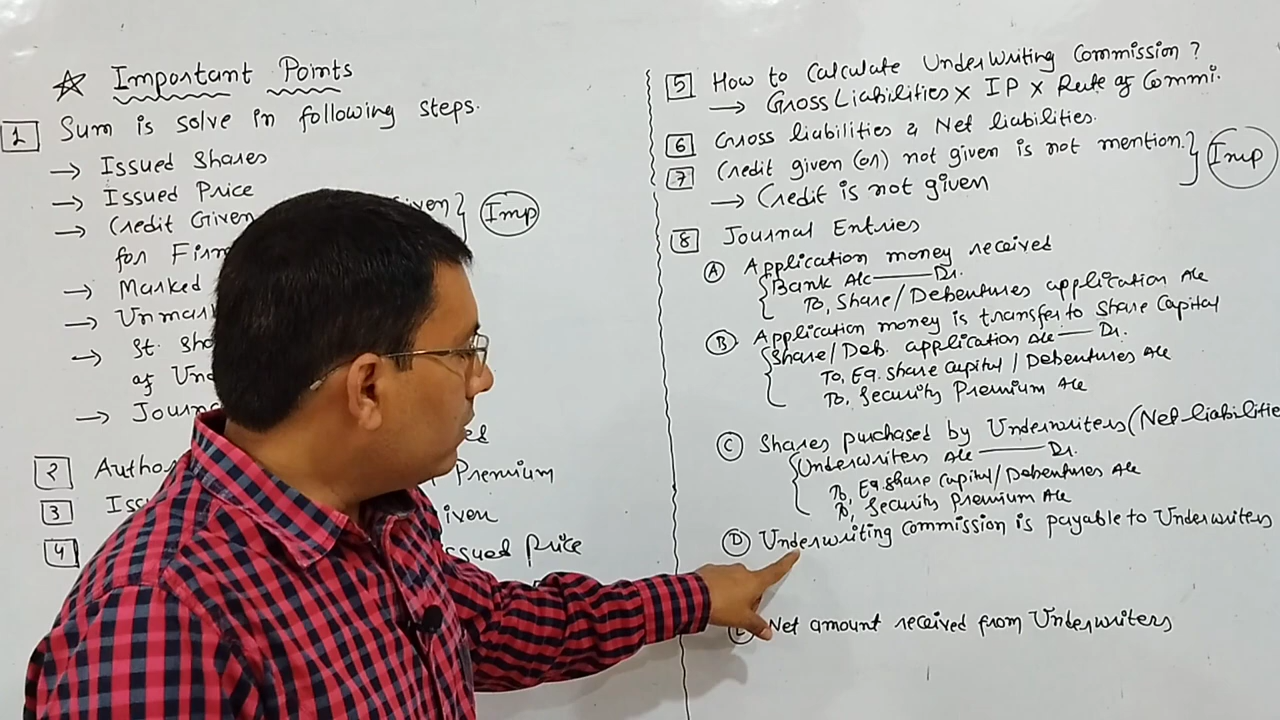 ☆ Important Points
1 Sum is solve in following steps.
→ Issued Shares
→ Issued Price
→ Credit Given
for Firm
Imp
→ Marked
→ Unmar
→ St. Sho
of Und
→ Journ
2 Autho Premium
3 Iss iven
4 ssued price
5 How to Calculate UnderWriting Commission?
→ Gross Liabilities X IP X Rate of Commi.
6 Gross liabilities & Net liabilities.
7 Credit given (or) not given is not mention.
→ Credit is not given
Imp
8 Journal Entries
A Application money received
Bank A/c — Dr.
To, Share/Debentures application A/c
B Application money is transfer to Share Capital
Share/Deb. application A/c — Dr.
To, Eq. share capital / Debentures A/c
To, Security Premium A/c
C Shares purchased by Underwriters (Net liabilitie
Underwriters A/c — Dr.
To, Eq. share capital/Debentures A/c
To, Security Premium A/c
D Underwriting commission is payable to Underwriters
Net amount received from Underwriters